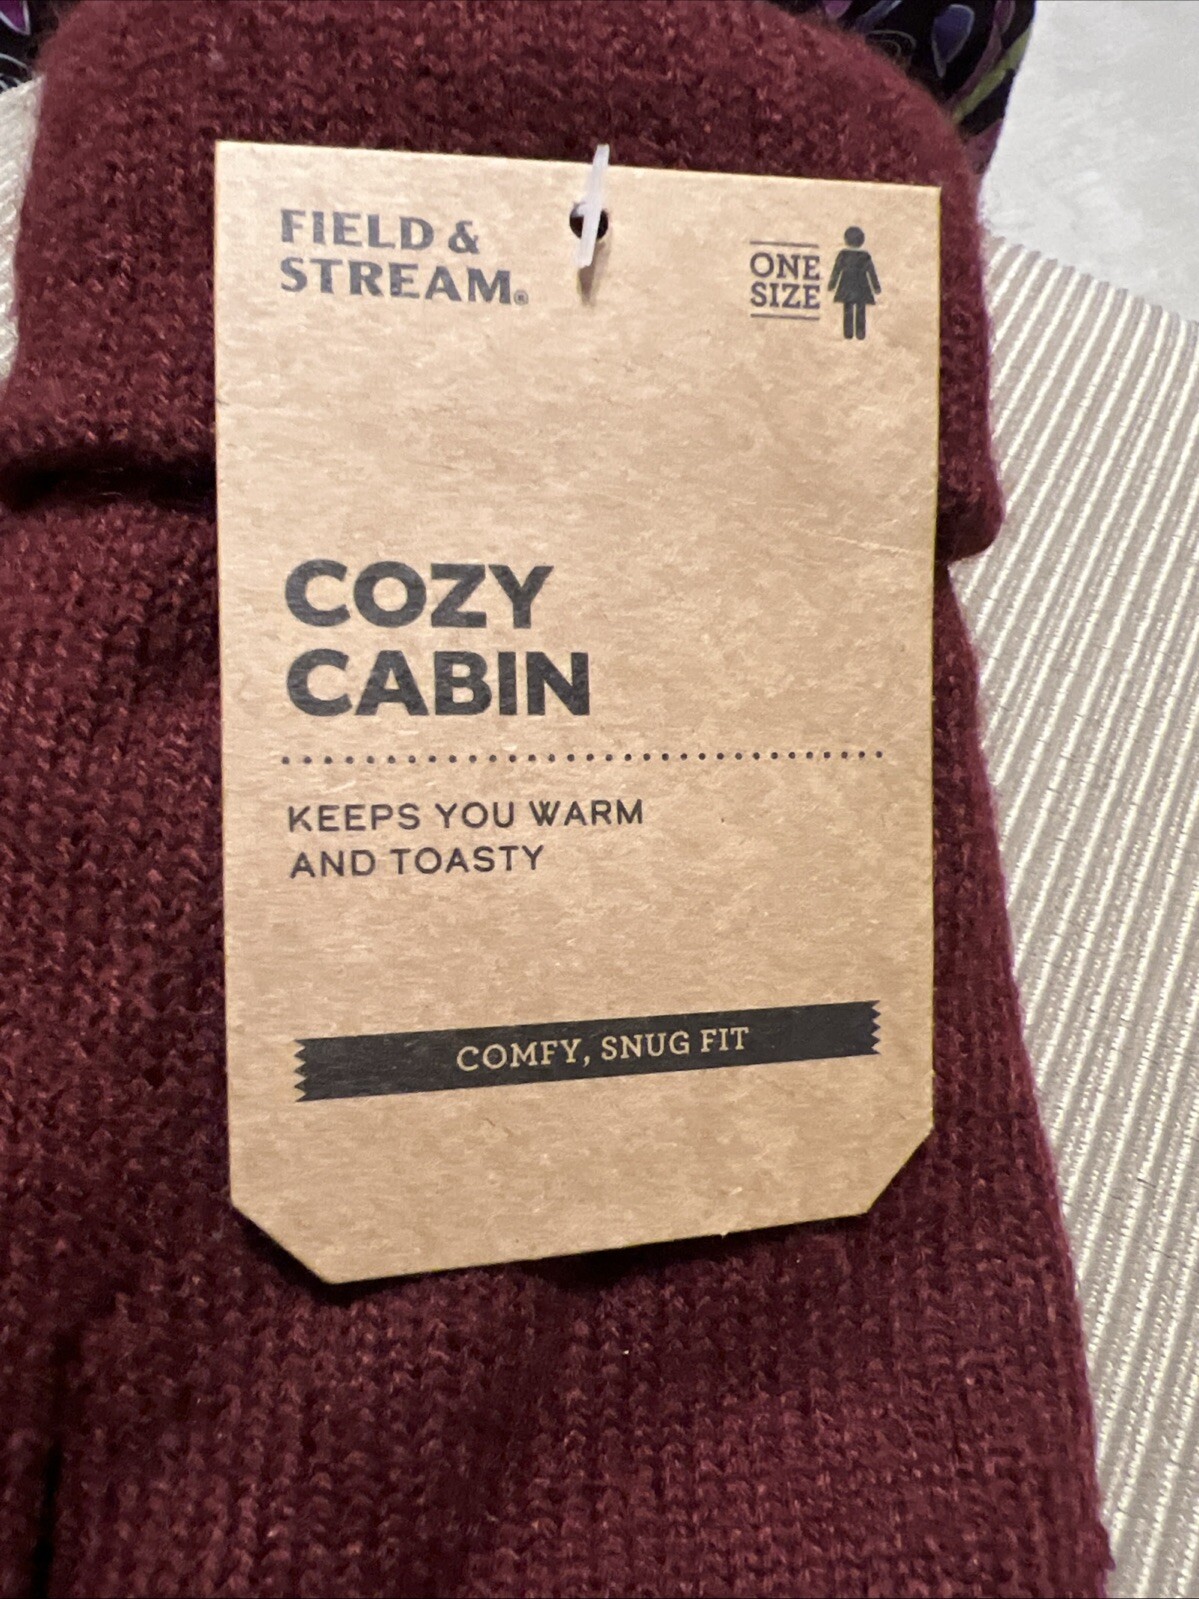 FIELD &
STREAM®
ONE
SIZE
COZY
CABIN
KEEPS YOU WARM
AND TOASTY
COMFY, SNUG FIT